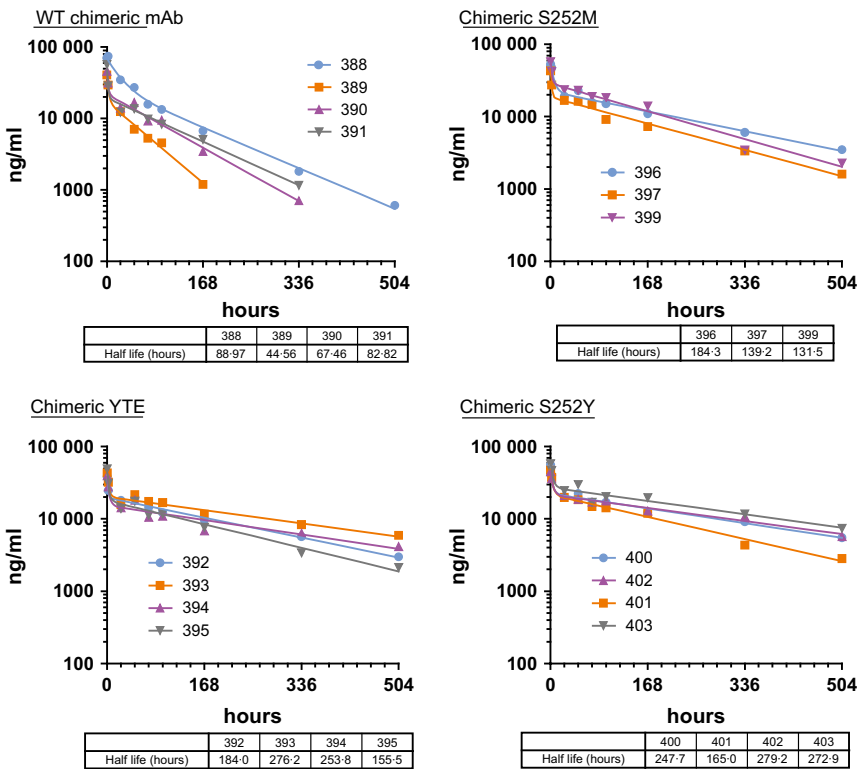 WT chimeric mAb
100 000
10 000
1000
100
ng/ml
0 168 336 504
hours
388
389
390
391
388 389 390 391
Half life (hours) 88·97 44·56 67·46 82·82
Chimeric S252M
100 000
10 000
1000
100
ng/ml
0 168 336 504
hours
396
397
399
396 397 399
Half life (hours) 184·3 139·2 131·5
Chimeric YTE
100 000
10 000
1000
100
ng/ml
0 168 336 504
hours
392
393
394
395
392 393 394 395
Half life (hours) 184·0 276·2 253·8 155·5
Chimeric S252Y
100 000
10 000
1000
100
ng/ml
0 168 336 504
hours
400
402
401
403
400 401 402 403
Half life (hours) 247·7 165·0 279·2 272·9